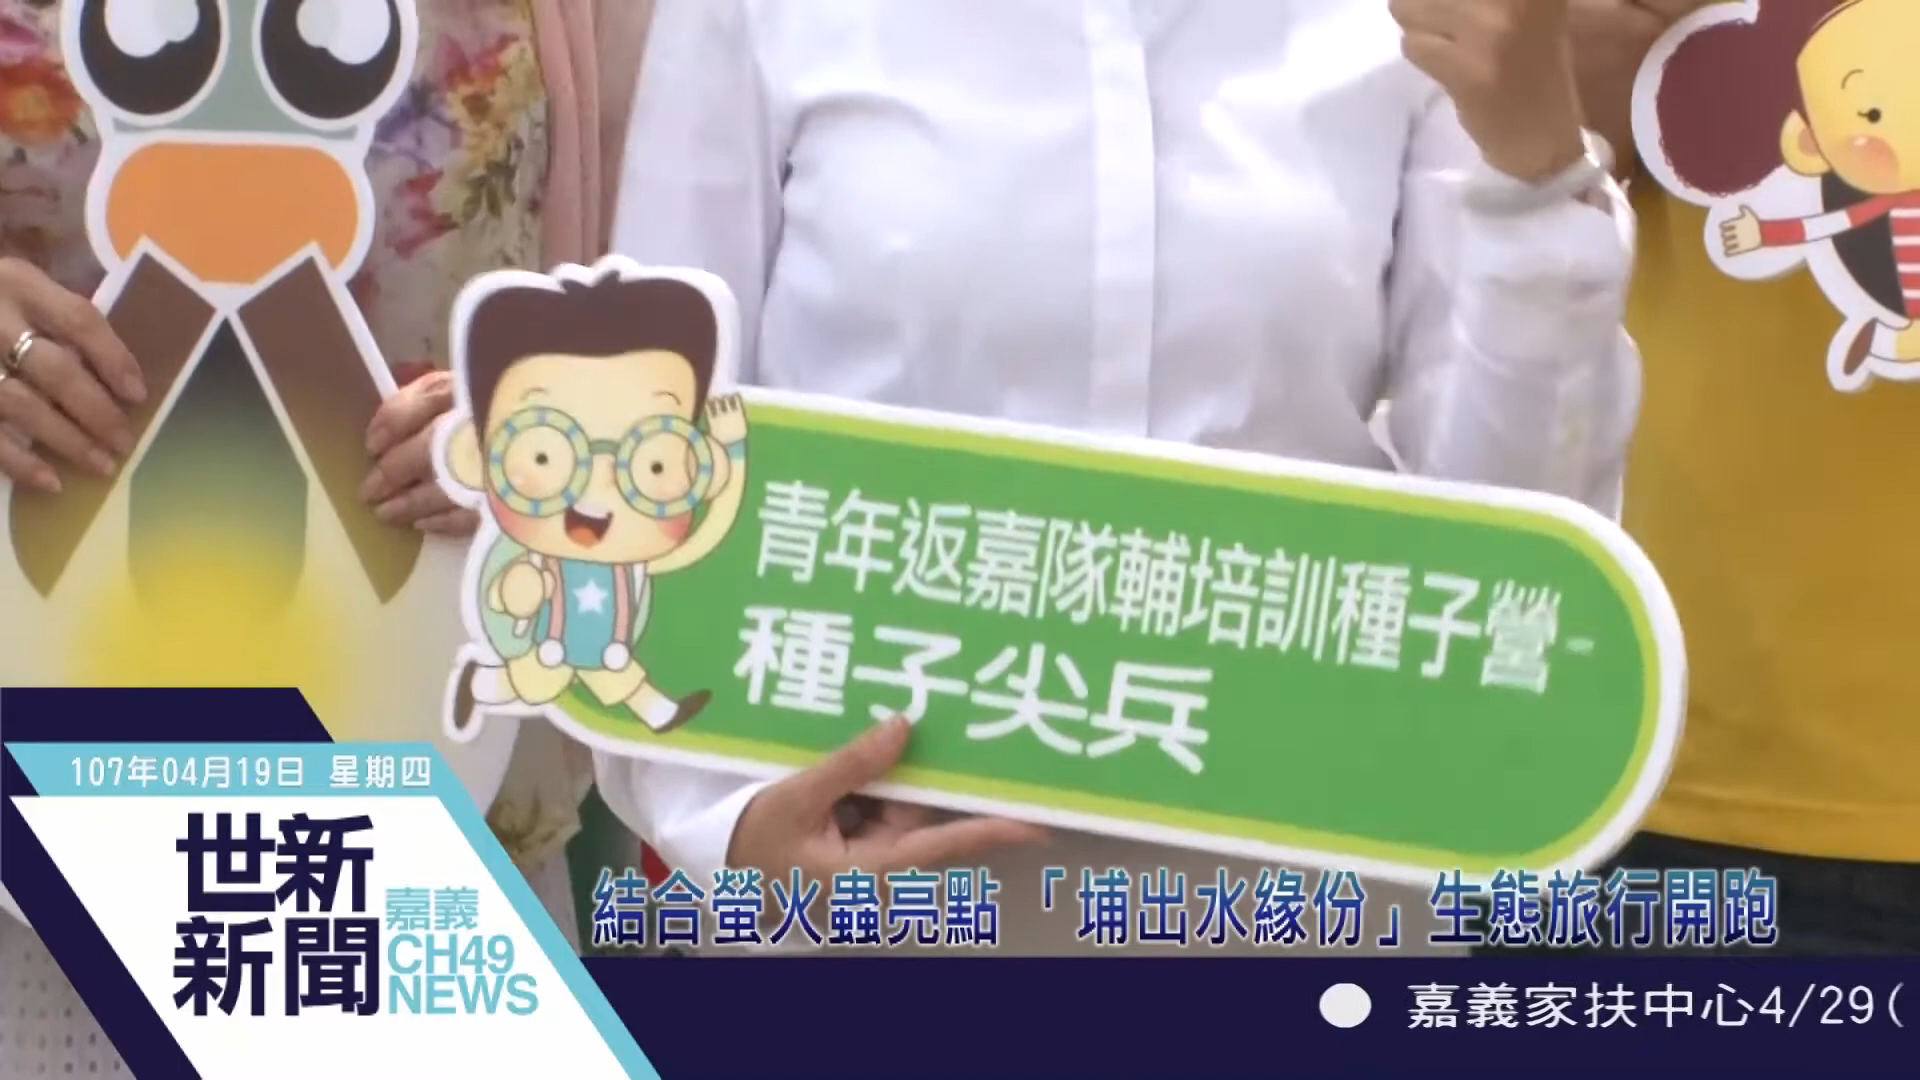 青年返嘉隊輔培訓種子營-
種子尖兵
107年04月19日 星期四
世新
新聞
嘉義
CH49
NEWS
結合螢火蟲亮點「埔出水緣份」生態旅行開跑
● 嘉義家扶中心4/29(